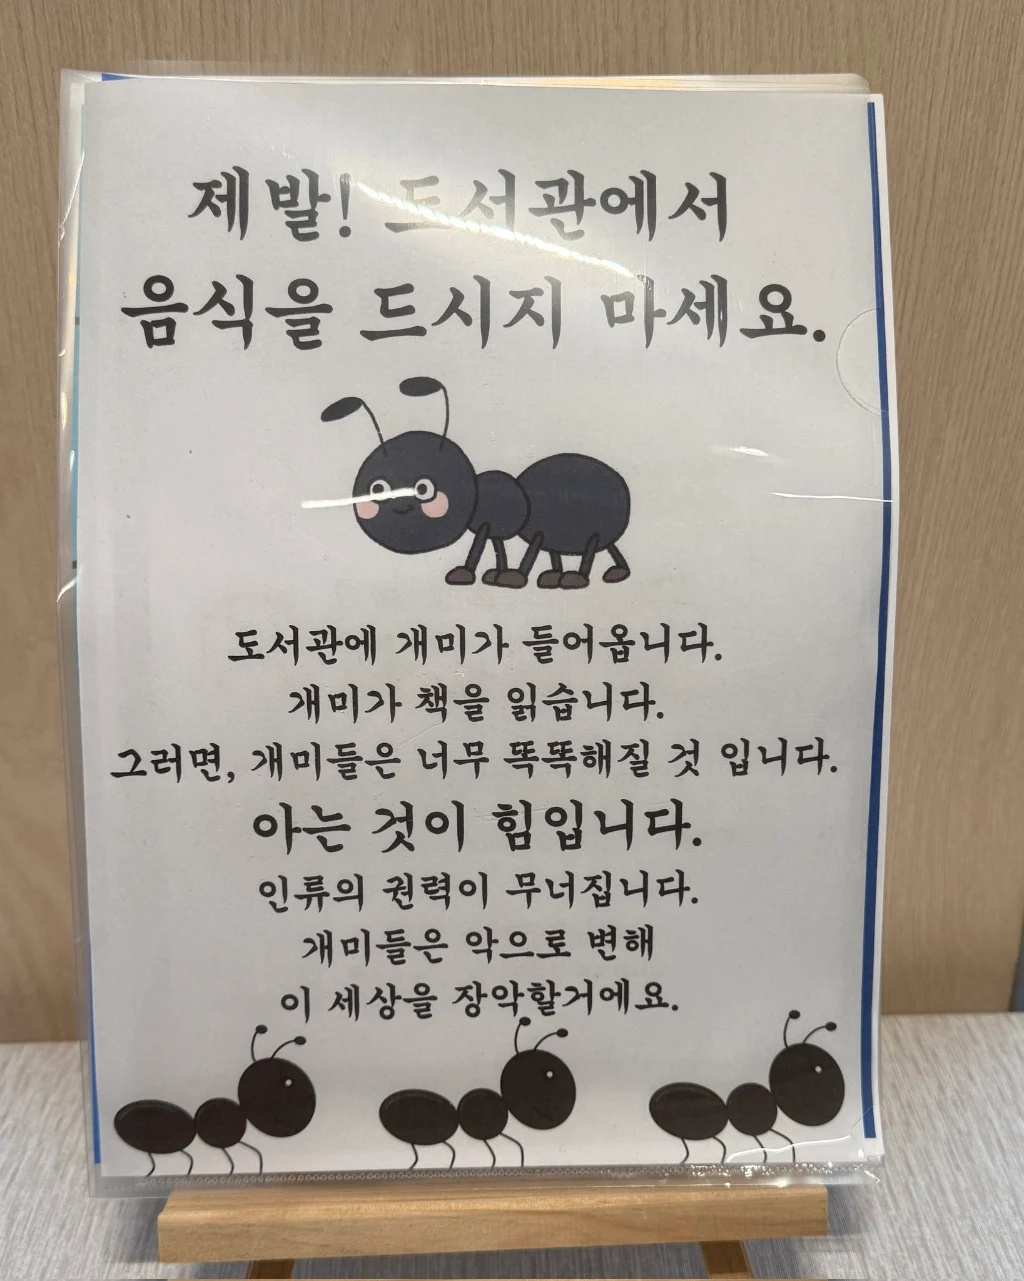 제발! 도서관에서
음식을 드시지 마세요.
도서관에 개미가 들어옵니다.
개미가 책을 읽습니다.
그러면, 개미들은 너무 똑똑해질 것 입니다.
아는 것이 힘입니다.
인류의 권력이 무너집니다.
개미들은 악으로 변해
이 세상을 장악할거에요.